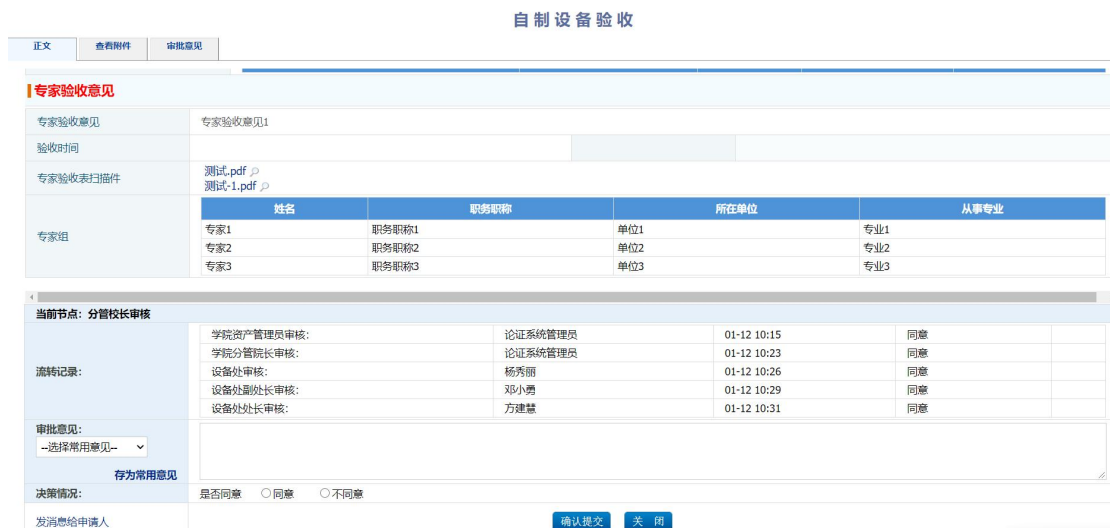 自制设备验收
正文 查看附件 审批意见
专家验收意见
专家验收意见 专家验收意见1
验收时间
专家验收表扫描件 测试.pdf
测试-1.pdf
专家组 姓名 职务职称 所在单位 从事专业
专家1 职务职称1 单位1 专业1
专家2 职务职称2 单位2 专业2
专家3 职务职称3 单位3 专业3
当前节点：分管校长审核
流转记录：
学院资产管理员审核： 论证系统管理员 01-12 10:15 同意
学院分管院长审核： 论证系统管理员 01-12 10:23 同意
设备处审核： 杨秀丽 01-12 10:26 同意
设备处副处长审核： 邓小勇 01-12 10:29 同意
设备处处长审核： 方建慧 01-12 10:31 同意
审批意见：
--选择常用意见--
存为常用意见
决策情况： 是否同意 同意 不同意
发消息给申请人 确认提交 关 闭